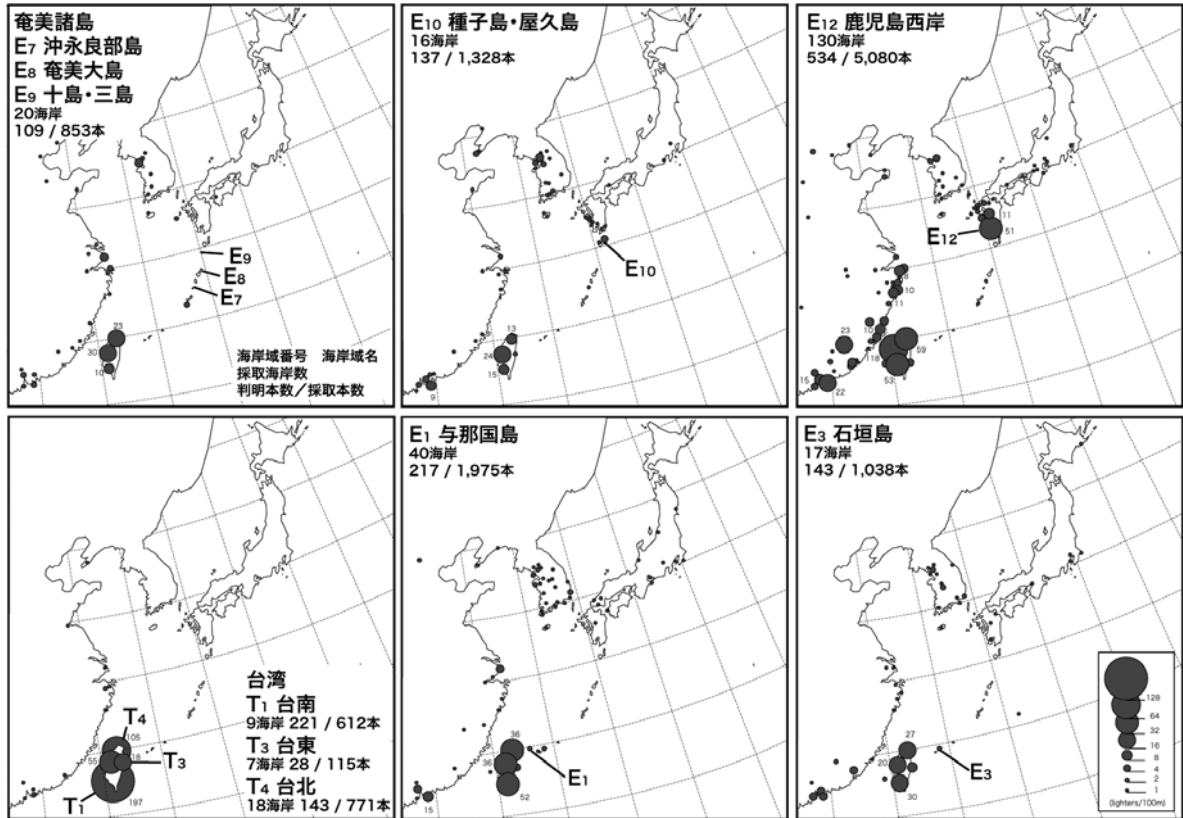 奄美諸島
E7 沖永良部島
E8 奄美大島
E9 十島・三島
20海岸
109 / 853本
E9
E8
E7
23
30
10
海岸域番号 海岸域名
採取海岸数
判明本数/採取本数
E10 種子島・屋久島
16海岸
137 / 1,328本
E10
13
24
15
9
E12 鹿児島西岸
130海岸
534 / 5,080本
11
E12
51
8
10
11
10
23
59
118
53
15
22
台湾
T1 台南
9海岸 221 / 612本
T3 台東
7海岸 28 / 115本
T4 台北
18海岸 143 / 771本
T4
105
55
18
T3
T1
197
E1 与那国島
40海岸
217 / 1,975本
36
36
E1
52
15
E3 石垣島
17海岸
143 / 1,038本
27
20
E3
30
128
64
32
16
8
4
2
1
(lighters/100m)